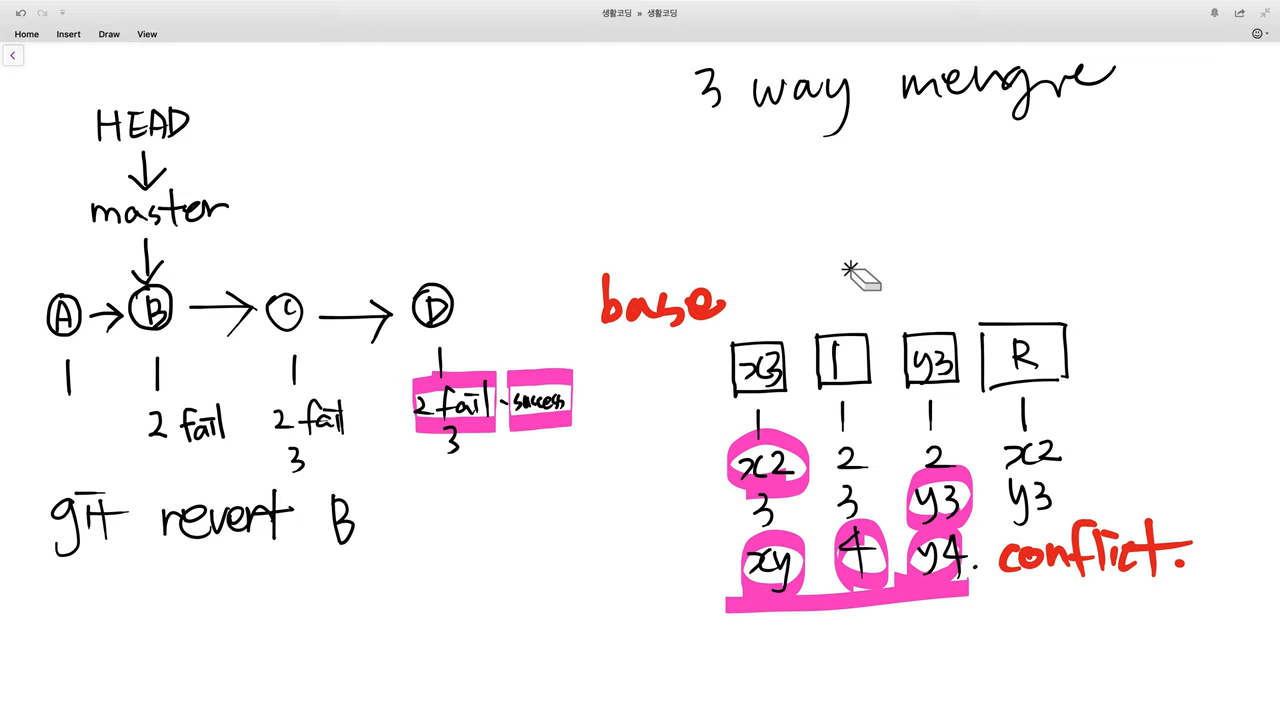 생활코딩 » 생활코딩
Home Insert Draw View
3 way mengre
HEAD
master
A B C D
1 1 1 1
2 fail 2 fail 2 fail - success
3 3
git revert B
base
x3 1 y3 R
1 1 1 1
x2 2 2 x2
3 3 y3 y3
xy 4 y4. conflict.